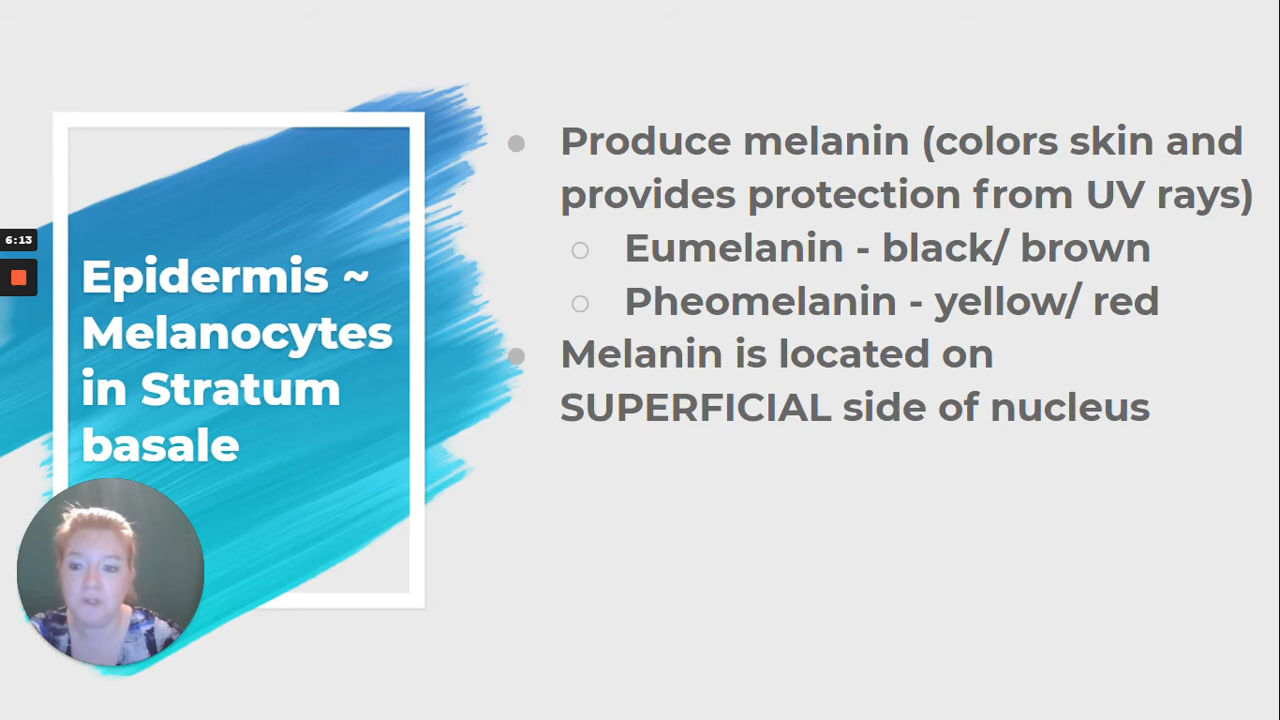 6:13
Epidermis ~
Melanocytes
in Stratum
basale
Produce melanin (colors skin and
provides protection from UV rays)
Eumelanin - black/ brown
Pheomelanin - yellow/ red
Melanin is located on
SUPERFICIAL side of nucleus